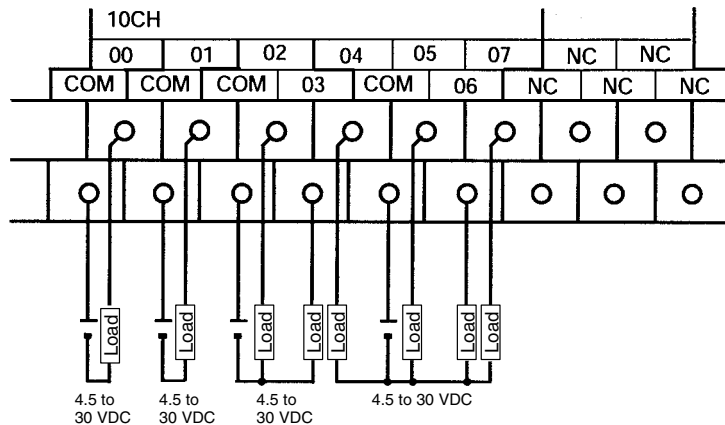 10CH
00 01 02 04 05 07 NC NC
COM COM COM 03 COM 06 NC NC NC
Load Load Load Load Load Load Load Load
4.5 to
30 VDC
4.5 to
30 VDC
4.5 to
30 VDC
4.5 to 30 VDC